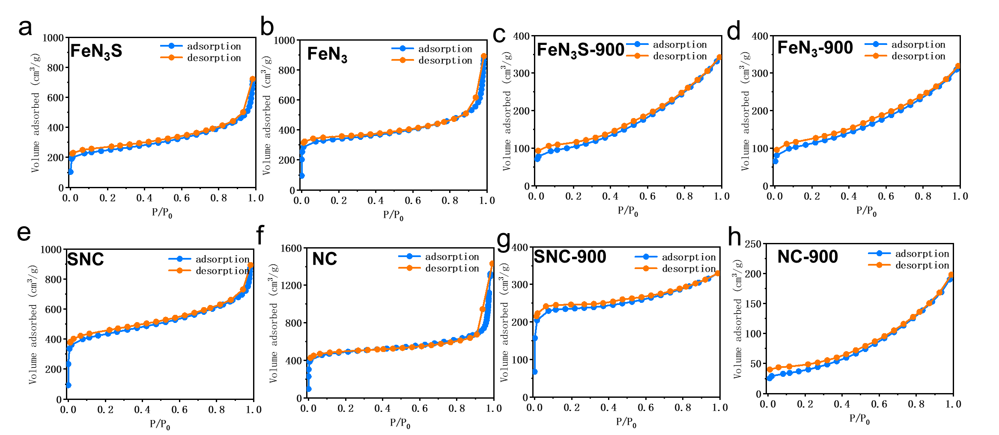 a
1000
800
600
400
200
0
Volume adsorbed (cm³/g)
FeN₃S
adsorption
desorption
0.0 0.2 0.4 0.6 0.8 1.0
P/P₀
b
1000
800
600
400
200
0
Volume adsorbed (cm³/g)
FeN₃
adsorption
desorption
0.0 0.2 0.4 0.6 0.8 1.0
P/P₀
c
400
300
200
100
0
Volume adsorbed (cm³/g)
FeN₃S-900
adsorption
desorption
0.0 0.2 0.4 0.6 0.8 1.0
P/P₀
d
400
300
200
100
0
Volume adsorbed (cm³/g)
FeN₃-900
adsorption
desorption
0.0 0.2 0.4 0.6 0.8 1.0
P/P₀
e
1000
800
600
400
200
0
Volume adsorbed (cm³/g)
SNC
adsorption
desorption
0.0 0.2 0.4 0.6 0.8 1.0
P/P₀
f
1600
1200
800
400
0
Volume adsorbed (cm³/g)
NC
adsorption
desorption
0.0 0.2 0.4 0.6 0.8 1.0
P/P₀
g
400
300
200
100
0
Volume adsorbed (cm³/g)
SNC-900
adsorption
desorption
0.0 0.2 0.4 0.6 0.8 1.0
P/P₀
h
250
200
150
100
50
0
Volume adsorbed (cm³/g)
NC-900
adsorption
desorption
0.0 0.2 0.4 0.6 0.8 1.0
P/P₀